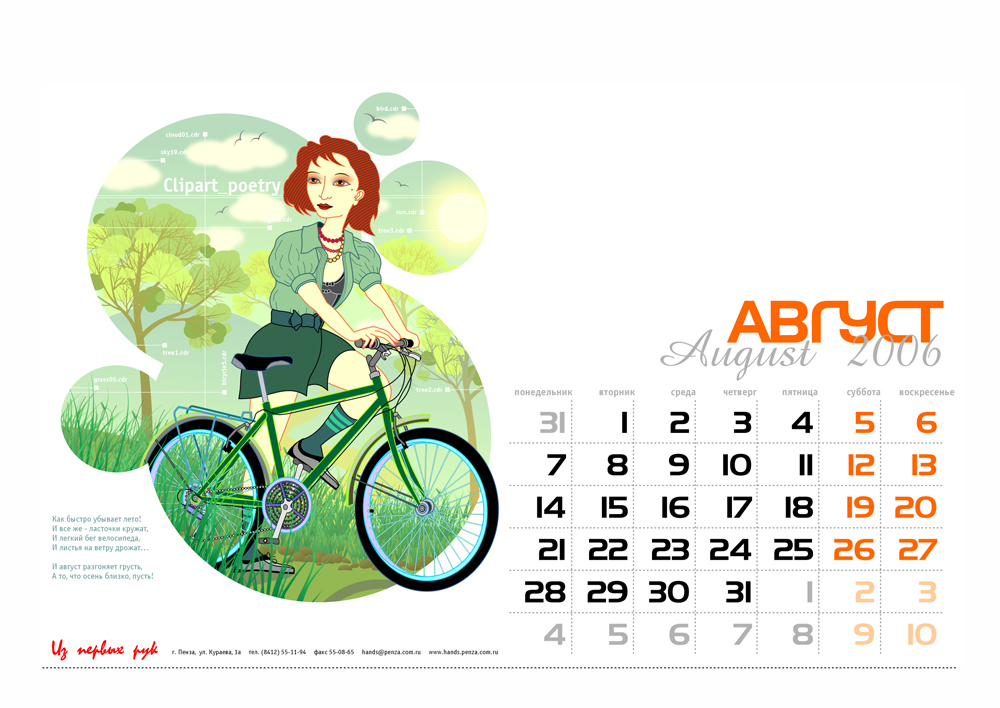 bird.cdr
cloud01.cdr
sky19.cdr
Clipart_poetry
sun.cdr
tree3.cdr
tree1.cdr
bicycle4.cdr
grass05.cdr
tree2.cdr
АВГУСТ
August 2006
понедельник вторник среда четверг пятница суббота воскресенье
31 1 2 3 4 5 6
7 8 9 10 11 12 13
14 15 16 17 18 19 20
21 22 23 24 25 26 27
28 29 30 31 1 2 3
4 5 6 7 8 9 10
Как быстро убывает лето!
И все же - ласточки кружат,
И легкий бег велосипеда,
И листья на ветру дрожат...
И август разгоняет грусть,
А то, что осень близко, пусть!
Из первых рук г. Пенза, ул. Кураева, 1а тел. (8412) 55-11-94 факс 55-08-65 hands@penza.com.ru www.hands.penza.com.ru